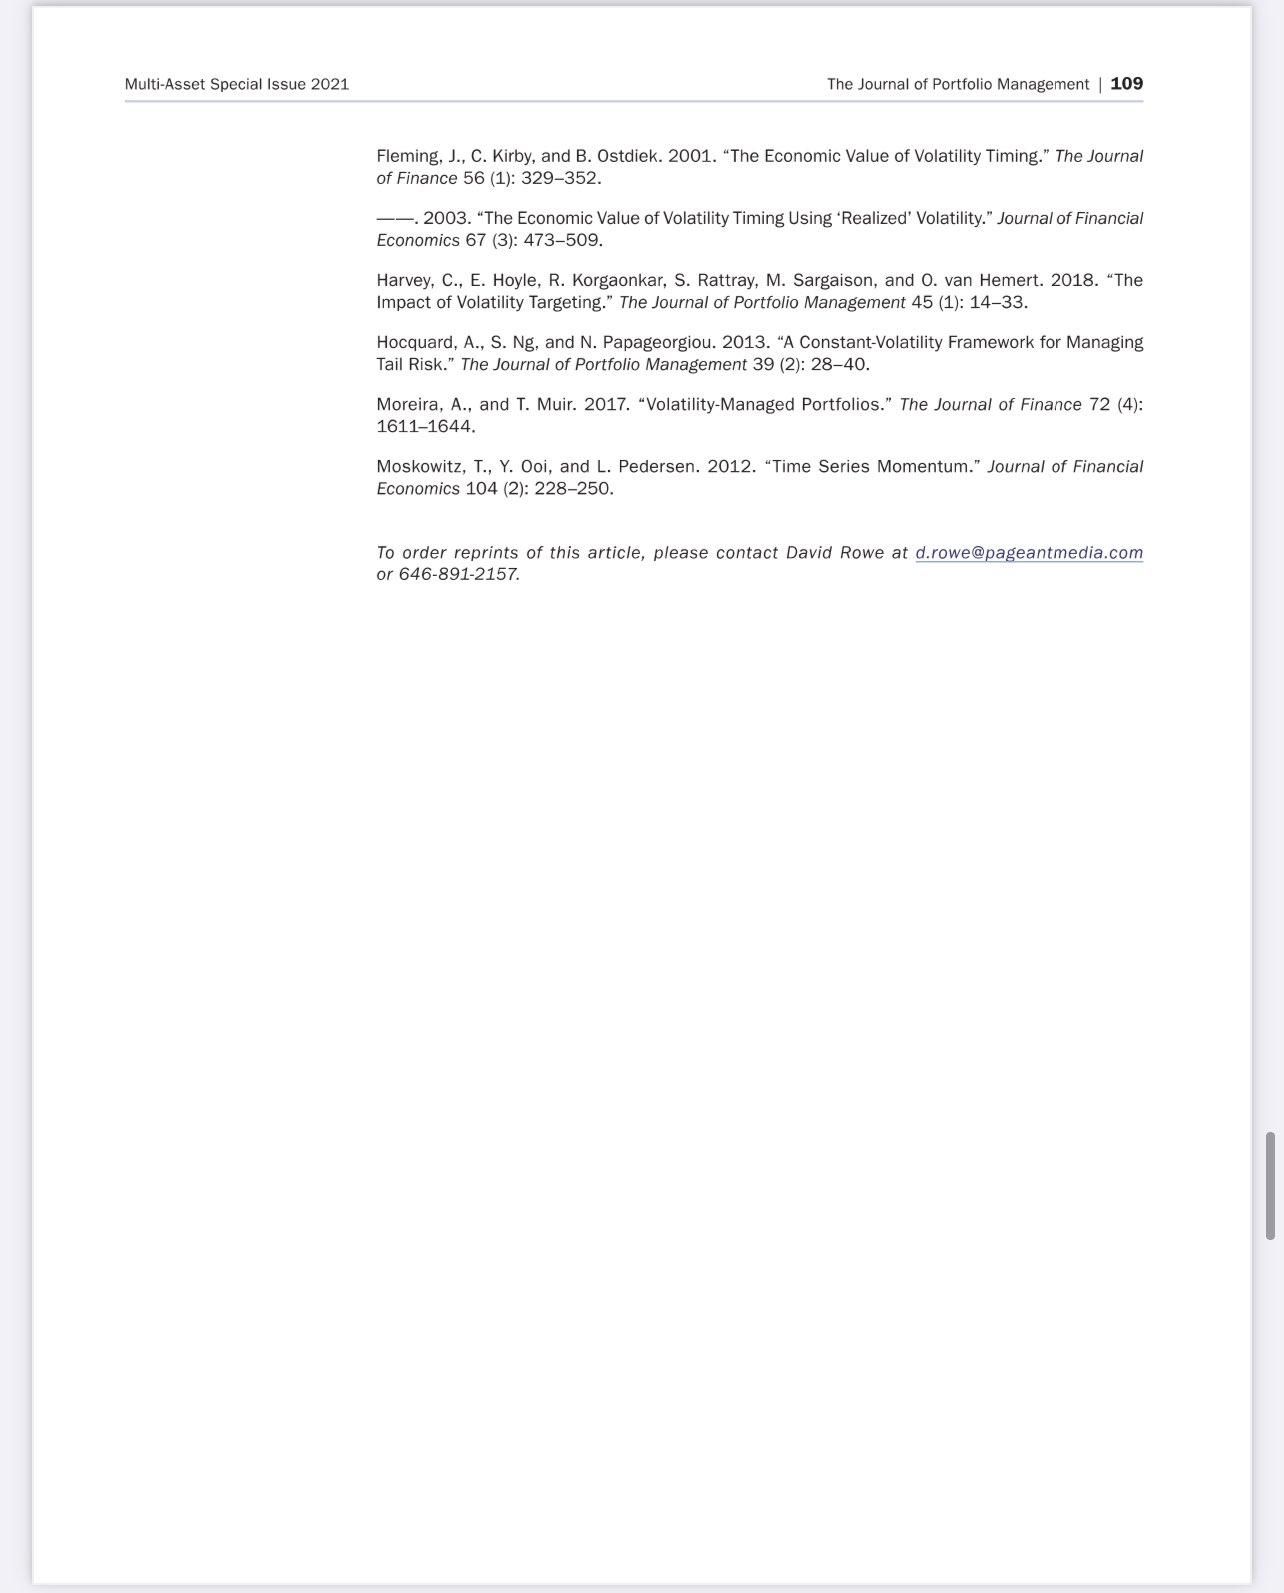 Multi-Asset Special Issue 2021
The Journal of Portfolio Management | 109
Fleming, J., C. Kirby, and B. Ostdiek. 2001. “The Economic Value of Volatility Timing.” The Journal
of Finance 56 (1): 329–352.
——. 2003. “The Economic Value of Volatility Timing Using ‘Realized’ Volatility.” Journal of Financial
Economics 67 (3): 473–509.
Harvey, C., E. Hoyle, R. Korgaonkar, S. Rattray, M. Sargaison, and O. van Hemert. 2018. “The
Impact of Volatility Targeting.” The Journal of Portfolio Management 45 (1): 14–33.
Hocquard, A., S. Ng, and N. Papageorgiou. 2013. “A Constant-Volatility Framework for Managing
Tail Risk.” The Journal of Portfolio Management 39 (2): 28–40.
Moreira, A., and T. Muir. 2017. “Volatility-Managed Portfolios.” The Journal of Finance 72 (4):
1611–1644.
Moskowitz, T., Y. Ooi, and L. Pedersen. 2012. “Time Series Momentum.” Journal of Financial
Economics 104 (2): 228–250.
To order reprints of this article, please contact David Rowe at d.rowe@pageantmedia.com
or 646-891-2157.